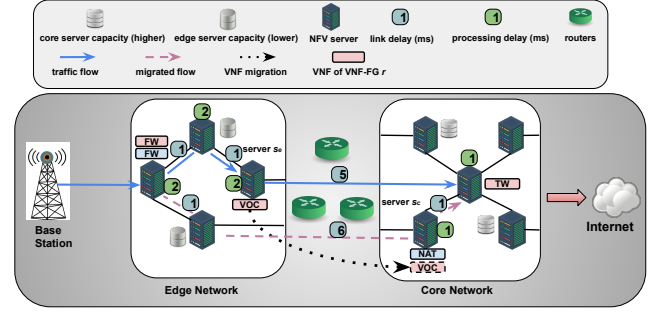 core server capacity (higher)
edge server capacity (lower)
NFV server
1
link delay (ms)
1
processing delay (ms)
routers
traffic flow
migrated flow
VNF migration
VNF of VNF-FG r
2
FW
FW
1
1
server Se
2
2
VOC
1
5
1
TW
server Sc
1
1
6
NAT
VOC
Base
Station
Internet
Edge Network
Core Network